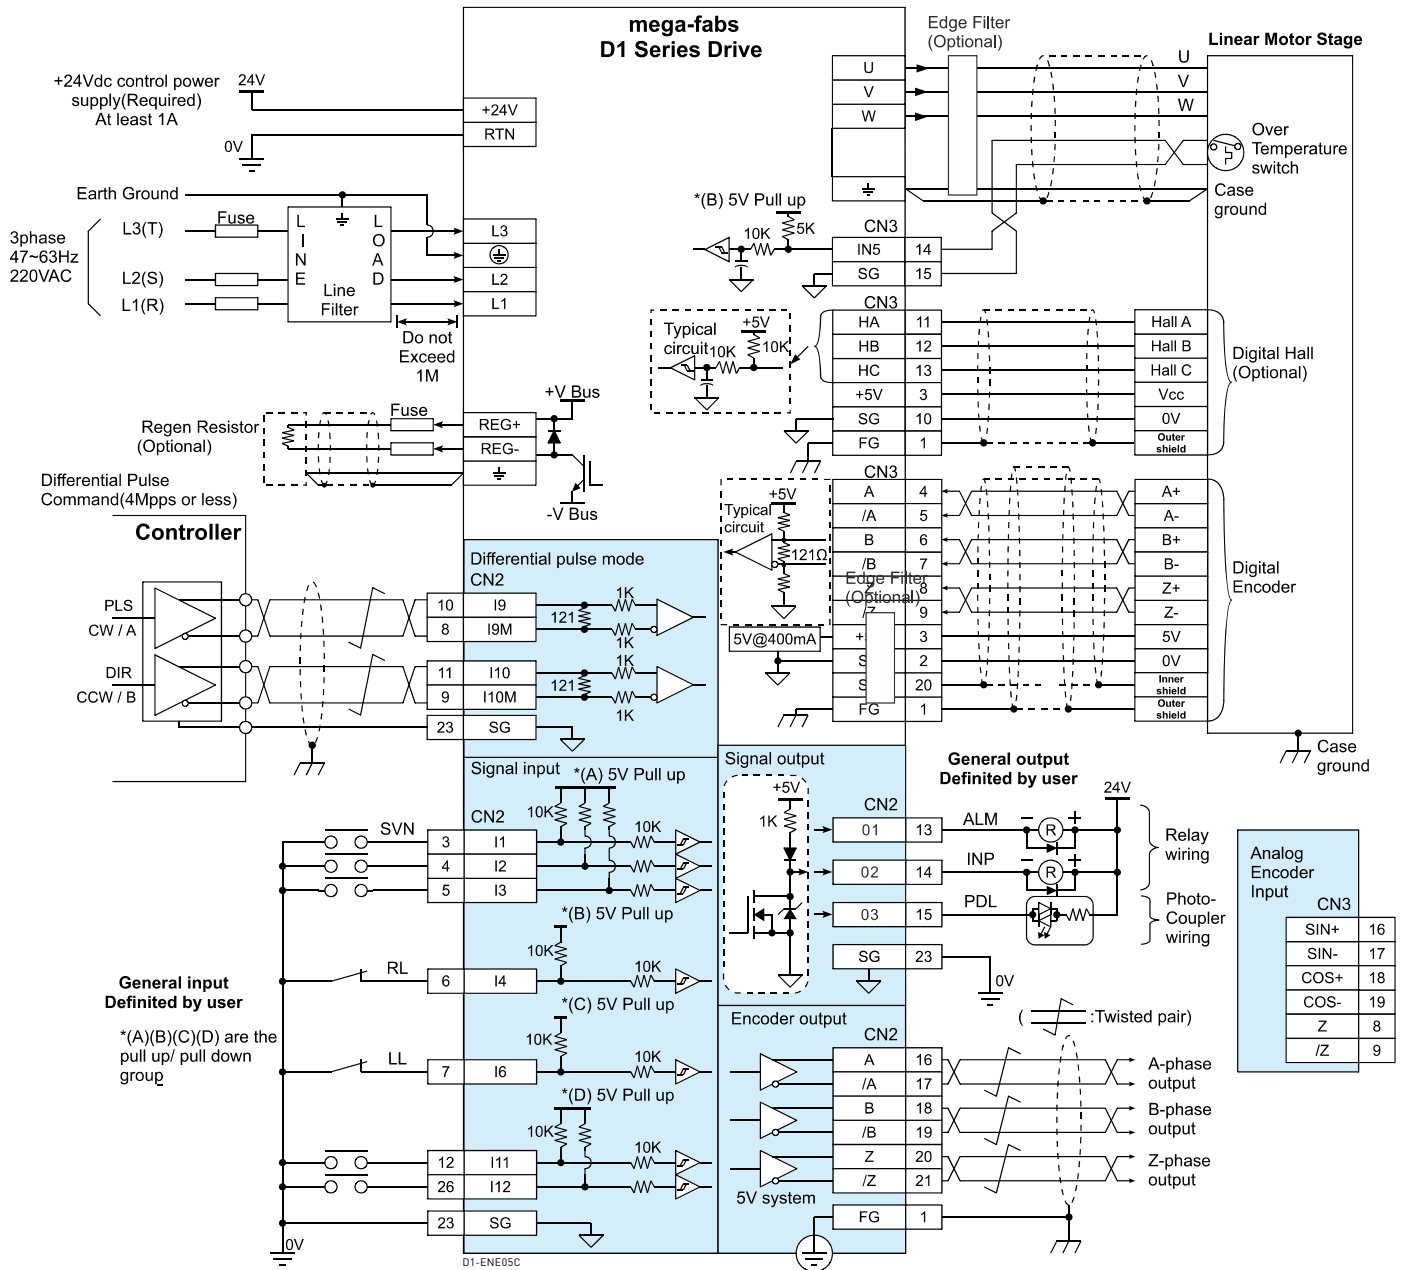 mega-fabs
D1 Series Drive
Edge Filter
(Optional)
Linear Motor Stage
+24Vdc control power
supply(Required)
At least 1A
24V
0V
+24V
RTN
U
V
W
U
V
W
Over
Temperature
switch
Case
ground
Earth Ground
3phase
47~63Hz
220VAC
L3(T)
L2(S)
L1(R)
Fuse
LINE
LOAD
Line
Filter
L3
L2
L1
Do not
Exceed
1M
*(B) 5V Pull up
5K
10K
CN3
IN5 14
SG 15
CN3
Typical
circuit
+5V
10K
10K
HA 11 Hall A
HB 12 Hall B
HC 13 Hall C
+5V 3 Vcc
SG 10 0V
FG 1 Outer shield
Digital Hall
(Optional)
Regen Resistor
(Optional)
Fuse
REG+
REG-
+V Bus
-V Bus
CN3
Typical
circuit
+5V
121Ω
5V@400mA
A 4 A+
/A 5 A-
B 6 B+
/B 7 B-
Z 8 Z+
/Z 9 Z-
3 5V
2 0V
20 Inner shield
FG 1 Outer shield
Edge Filter
(Optional)
Digital
Encoder
Case
ground
Differential Pulse
Command(4Mpps or less)
Controller
PLS
CW / A
DIR
CCW / B
Differential pulse mode
CN2
10 I9
8 I9M
11 I10
9 I10M
23 SG
1K
121
1K
1K
121
1K
Signal input
*(A) 5V Pull up
10K
CN2
10K
SVN
3 I1
4 I2
5 I3
*(B) 5V Pull up
10K
10K
RL
6 I4
*(C) 5V Pull up
10K
10K
LL
7 I6
*(D) 5V Pull up
10K
10K
12 I11
26 I12
23 SG
0V
General input
Definited by user
*(A)(B)(C)(D) are the
pull up/ pull down
group
Signal output
+5V
1K
CN2
01 13 ALM
02 14 INP
03 15 PDL
SG 23
0V
General output
Definited by user
24V
R
R
Relay
wiring
Photo-
Coupler
wiring
Encoder output
CN2
A 16
/A 17
B 18
/B 19
Z 20
/Z 21
FG 1
5V system
( :Twisted pair)
A-phase
output
B-phase
output
Z-phase
output
Analog
Encoder
Input
CN3
SIN+ 16
SIN- 17
COS+ 18
COS- 19
Z 8
/Z 9
D1-ENE05C